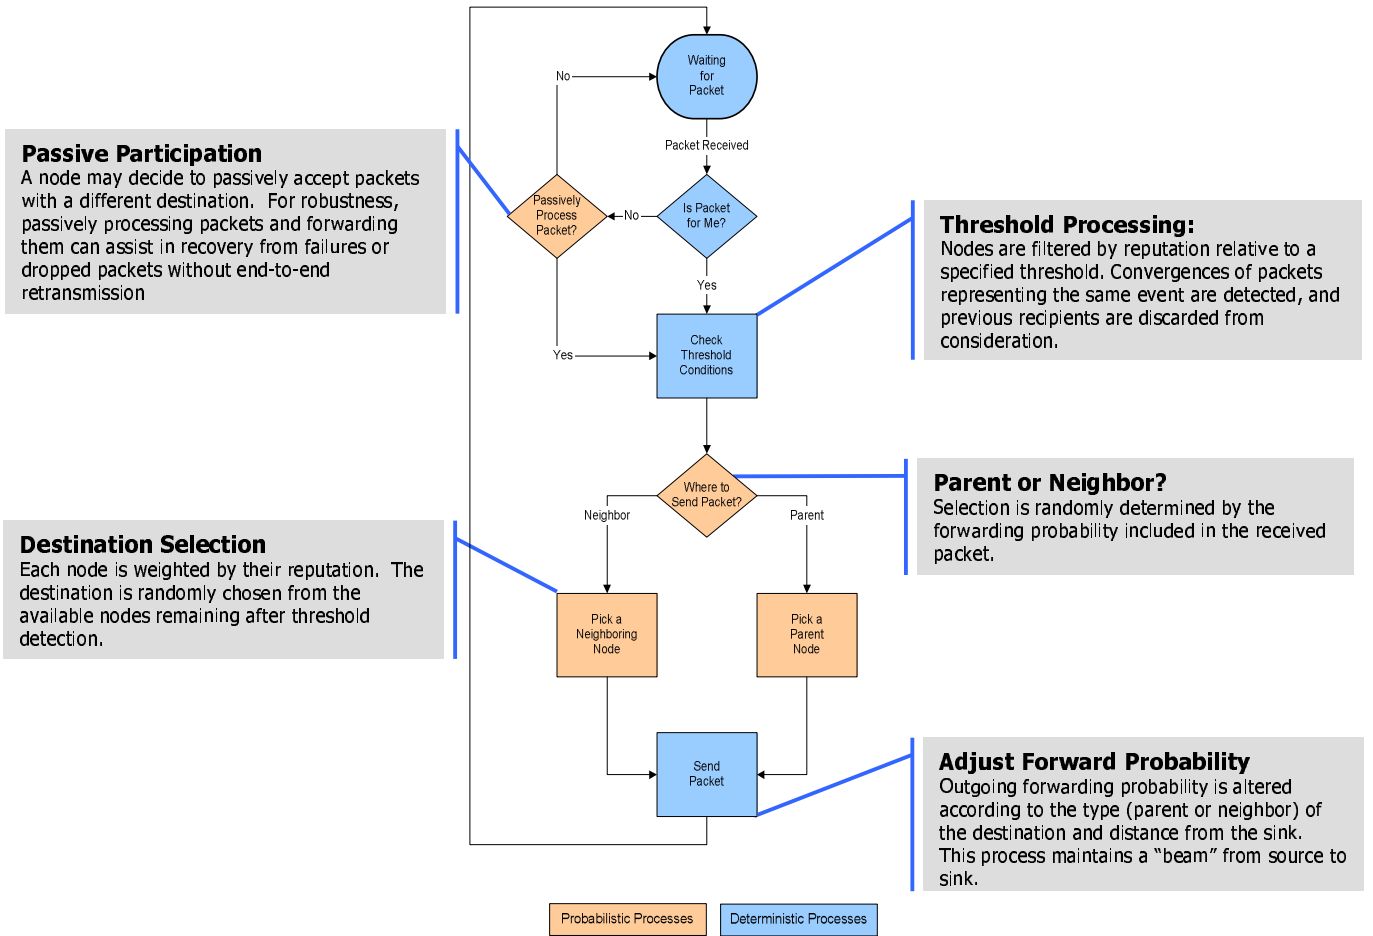 Waiting
for
Packet
No
Packet Received
Passive Participation
A node may decide to passively accept packets
with a different destination.  For robustness,
passively processing packets and forwarding
them can assist in recovery from failures or
dropped packets without end-to-end
retransmission
Passively
Process
Packet?
No
Is Packet
for Me?
Threshold Processing:
Nodes are filtered by reputation relative to a
specified threshold. Convergences of packets
representing the same event are detected, and
previous recipients are discarded from
consideration.
Yes
Yes
Check
Threshold
Conditions
Where to
Send Packet?
Neighbor
Parent
Parent or Neighbor?
Selection is randomly determined by the
forwarding probability included in the received
packet.
Destination Selection
Each node is weighted by their reputation.  The
destination is randomly chosen from the
available nodes remaining after threshold
detection.
Pick a
Neighboring
Node
Pick a
Parent
Node
Send
Packet
Adjust Forward Probability
Outgoing forwarding probability is altered
according to the type (parent or neighbor) of
the destination and distance from the sink.
This process maintains a “beam” from source to
sink.
Probabilistic Processes
Deterministic Processes